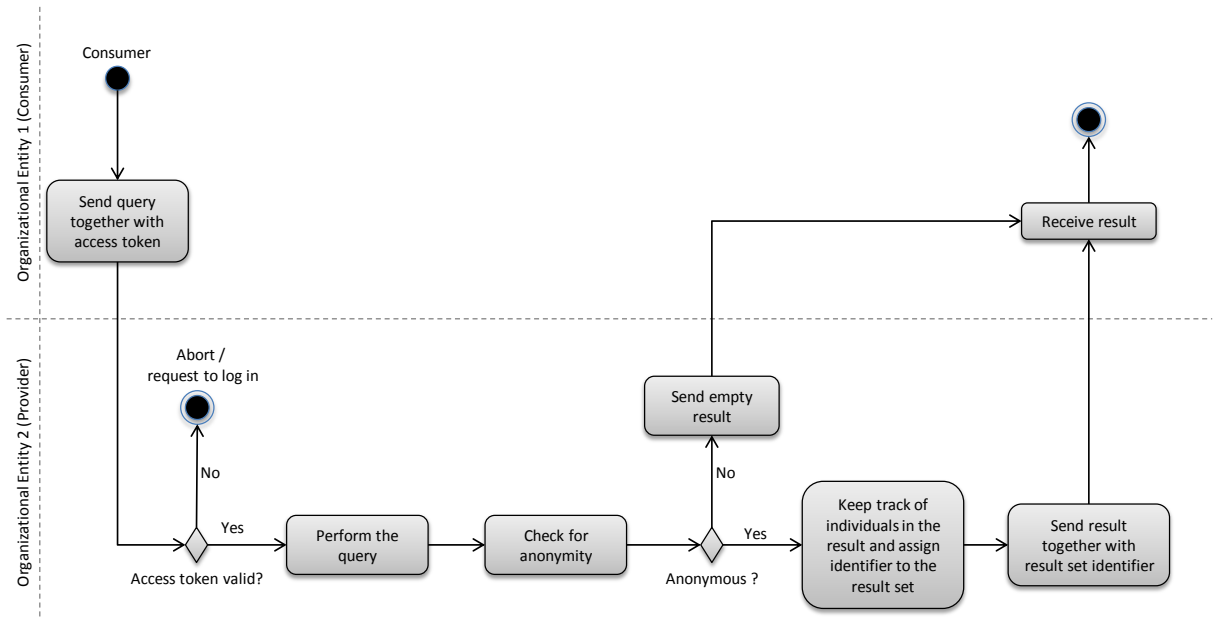 Organizational Entity 1 (Consumer)
Consumer
Send query
together with
access token
Receive result
Organizational Entity 2 (Provider)
Abort /
request to log in
No
Yes
Access token valid?
Perform the
query
Check for
anonymity
Send empty
result
No
Yes
Anonymous ?
Keep track of
individuals in the
result and assign
identifier to the
result set
Send result
together with
result set identifier